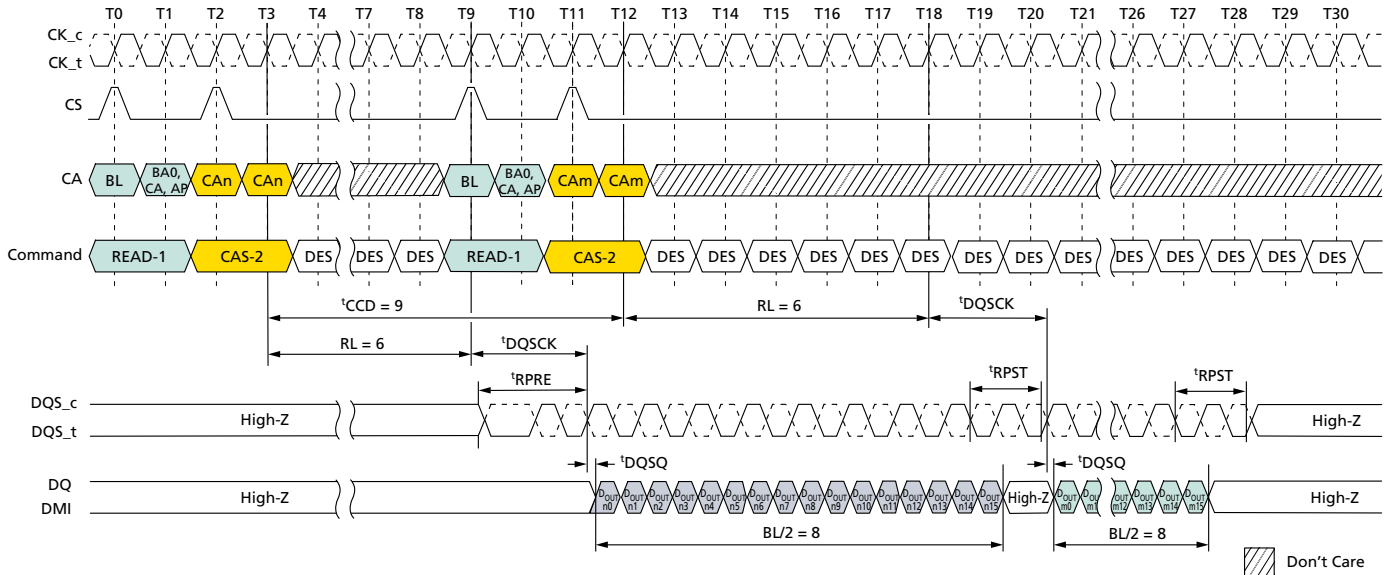 T0 T1 T2 T3 T4 T7 T8 T9 T10 T11 T12 T13 T14 T15 T16 T17 T18 T19 T20 T21 T26 T27 T28 T29 T30
CK_c
CK_t
CS
CA BL BA0, CA, AP CAn CAn BL BA0, CA, AP CAm CAm
Command READ-1 CAS-2 DES DES DES READ-1 CAS-2 DES DES DES DES DES DES DES DES DES DES DES DES DES DES
tCCD = 9 RL = 6 tDQSCK
RL = 6 tDQSCK
tRPRE tRPST tRPST
DQS_c
DQS_t
High-Z High-Z
tDQSQ tDQSQ
DQ
DMI
High-Z DOUT n0 DOUT n1 DOUT n2 DOUT n3 DOUT n4 DOUT n5 DOUT n6 DOUT n7 DOUT n8 DOUT n9 DOUT n10 DOUT n11 DOUT n12 DOUT n13 DOUT n14 DOUT n15 High-Z DOUT m0 DOUT m1 DOUT m12 DOUT m13 DOUT m14 DOUT m15 High-Z
BL/2 = 8 BL/2 = 8
Don't Care